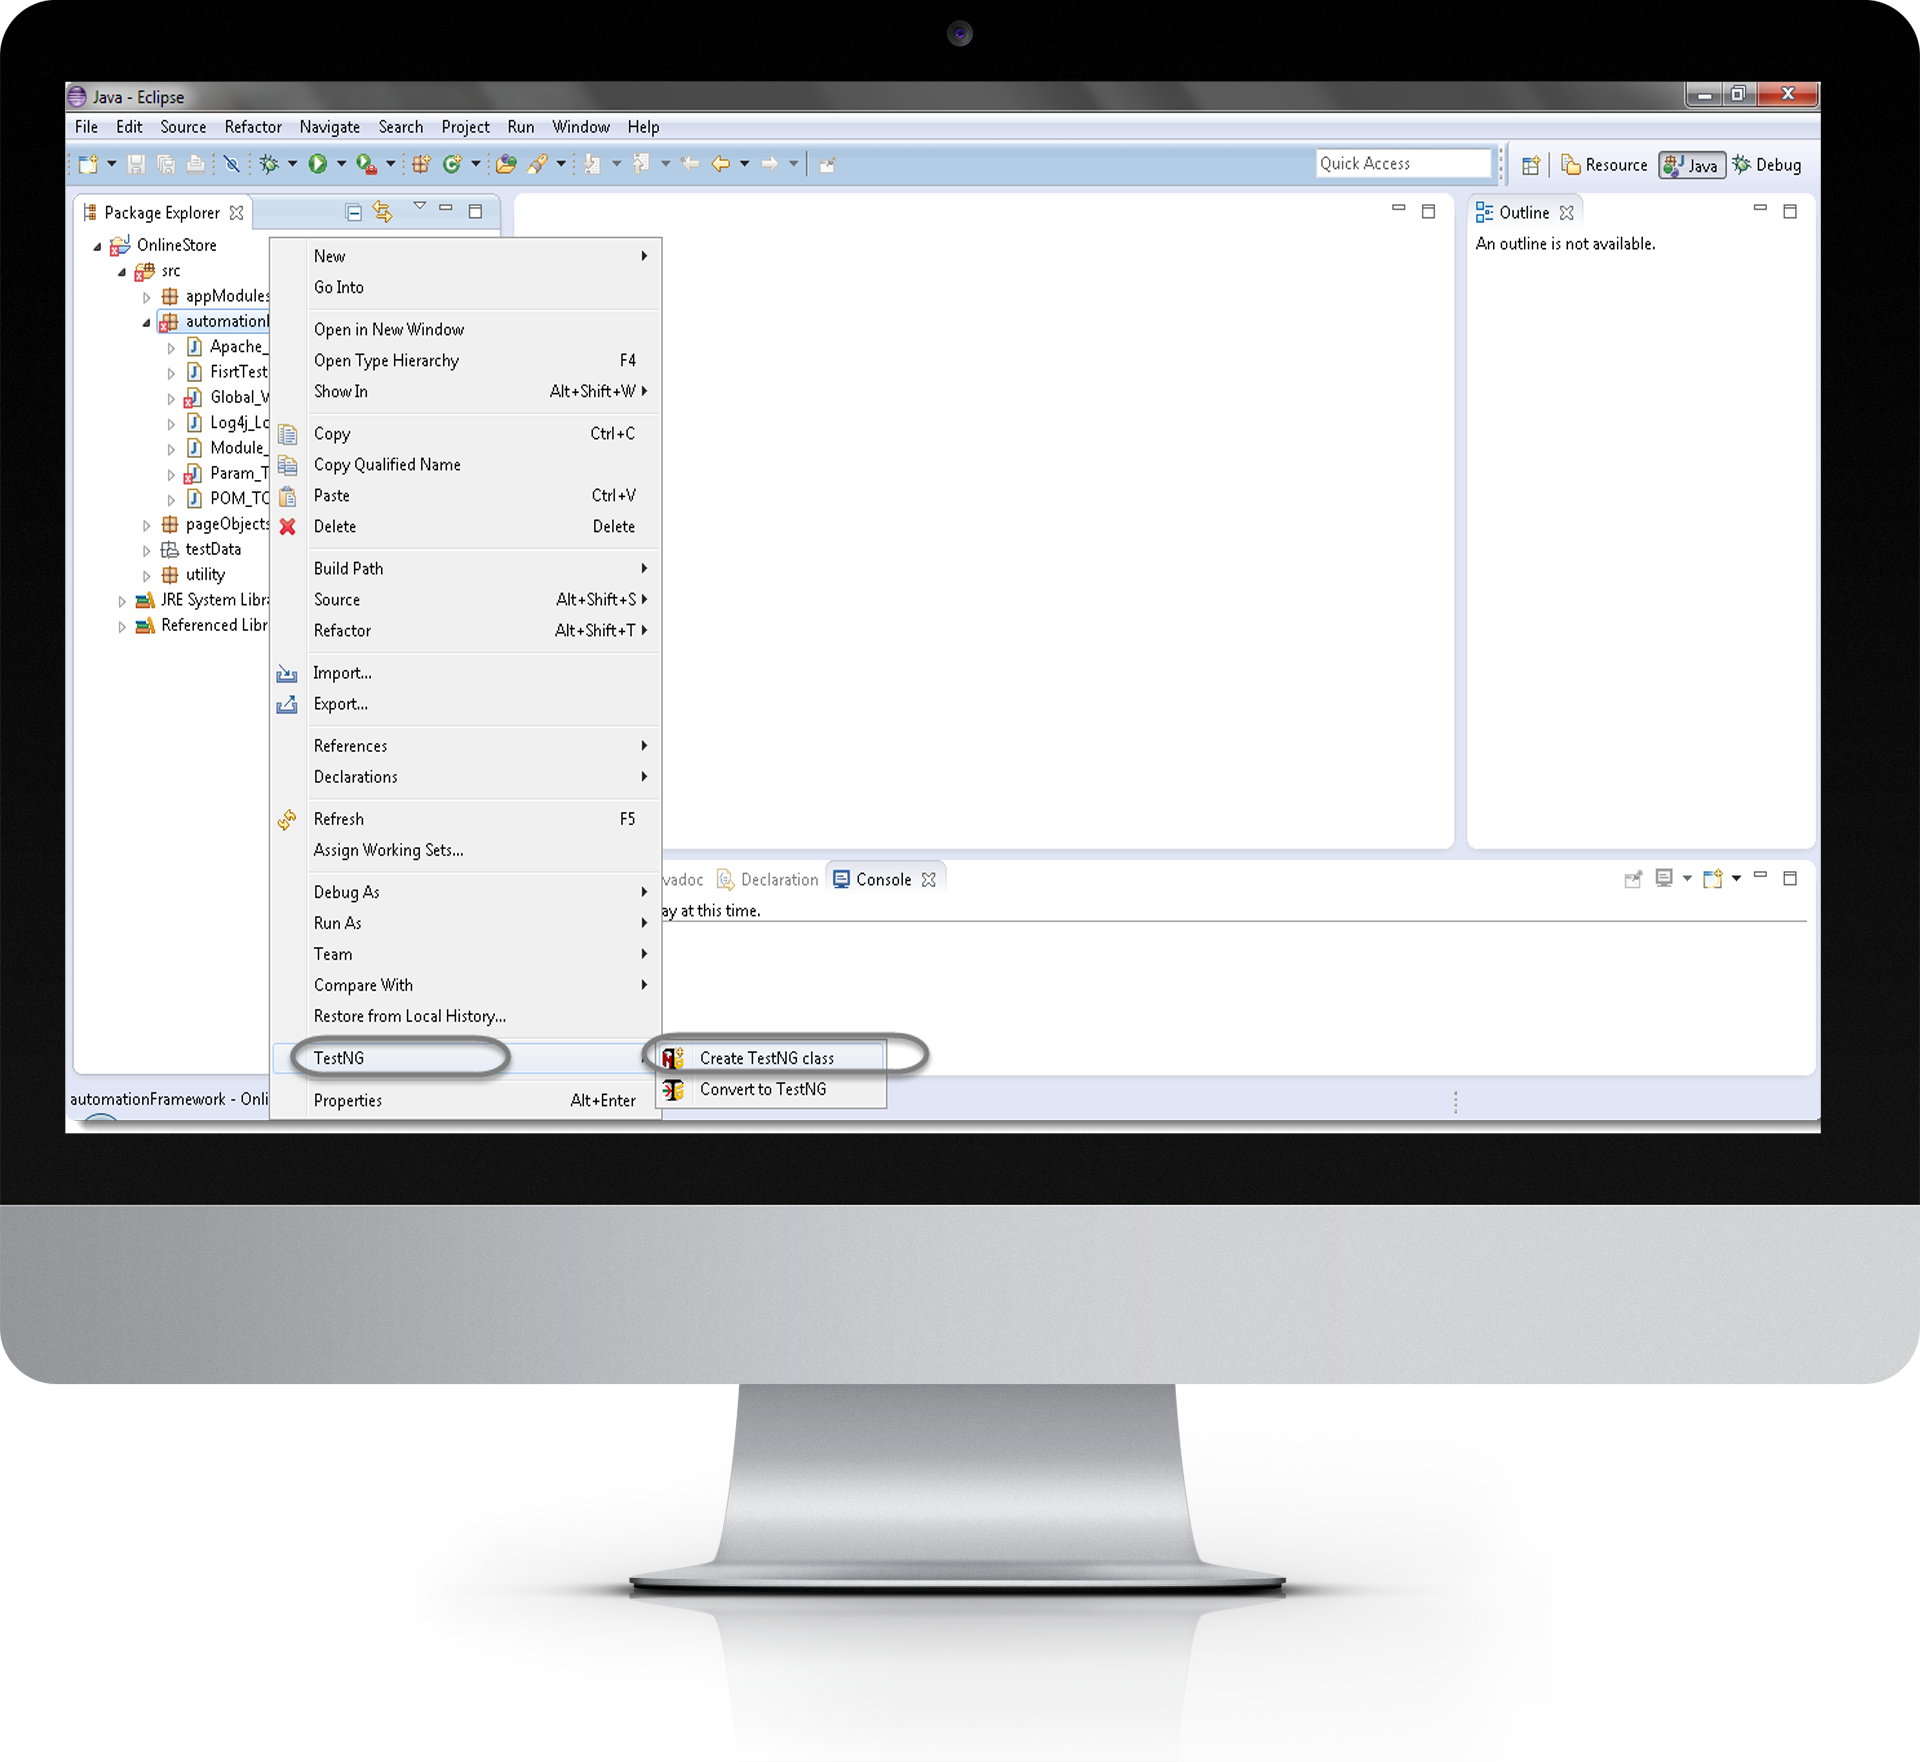 Java - Eclipse
File Edit Source Refactor Navigate Search Project Run Window Help
Quick Access
Resource Java Debug
Package Explorer
OnlineStore
src
appModules
automation
Apache_
FisrtTest
Global_V
Log4j_Lo
Module_
Param_T
POM_TC
pageObjects
testData
utility
JRE System Libr
Referenced Libr
New
Go Into
Open in New Window
Open Type Hierarchy F4
Show In Alt+Shift+W
Copy Ctrl+C
Copy Qualified Name
Paste Ctrl+V
Delete Delete
Build Path
Source Alt+Shift+S
Refactor Alt+Shift+T
Import...
Export...
References
Declarations
Refresh F5
Assign Working Sets...
Debug As
Run As
Team
Compare With
Restore from Local History...
TestNG
Properties Alt+Enter
Create TestNG class
Convert to TestNG
Outline
An outline is not available.
vadoc Declaration Console
ay at this time.
automationFramework - Onli